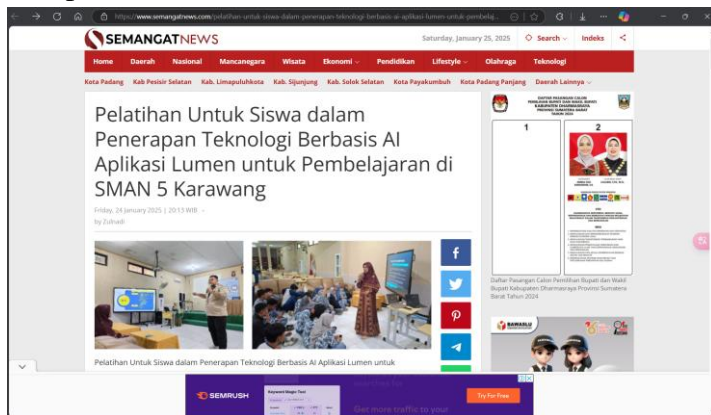 https://www.semangatnews.com/pelatihan-untuk-siswa-dalam-penerapan-teknologi-berbasis-ai-aplikasi-lumen-untuk-pembelaj...
SEMANGATNEWS
Saturday, January 25, 2025
Search
Indeks
Home Daerah Nasional Mancanegara Wisata Ekonomi Pendidikan Lifestyle Olahraga Teknologi
Kota Padang Kab Pesisir Selatan Kab. Limapuluhkota Kab. Sijunjung Kab. Solok Selatan Kota Payakumbuh Kota Padang Panjang Daerah Lainnya
Pelatihan Untuk Siswa dalam
Penerapan Teknologi Berbasis AI
Aplikasi Lumen untuk Pembelajaran di
SMAN 5 Karawang
Friday, 24 January 2025 | 20:13 WIB
by Zulnadi
Pelatihan Untuk Siswa dalam Penerapan Teknologi Berbasis AI Aplikasi Lumen untuk
1
2
Daftar Pasangan Calon Pemilihan Bupati dan Wakil
Bupati Kabupaten Dharmasraya Provinsi Sumatera
Barat Tahun 2024
BAWASLU
SEMRUSH
Keyword Magic Tool
Get more traffic to your
Try For Free